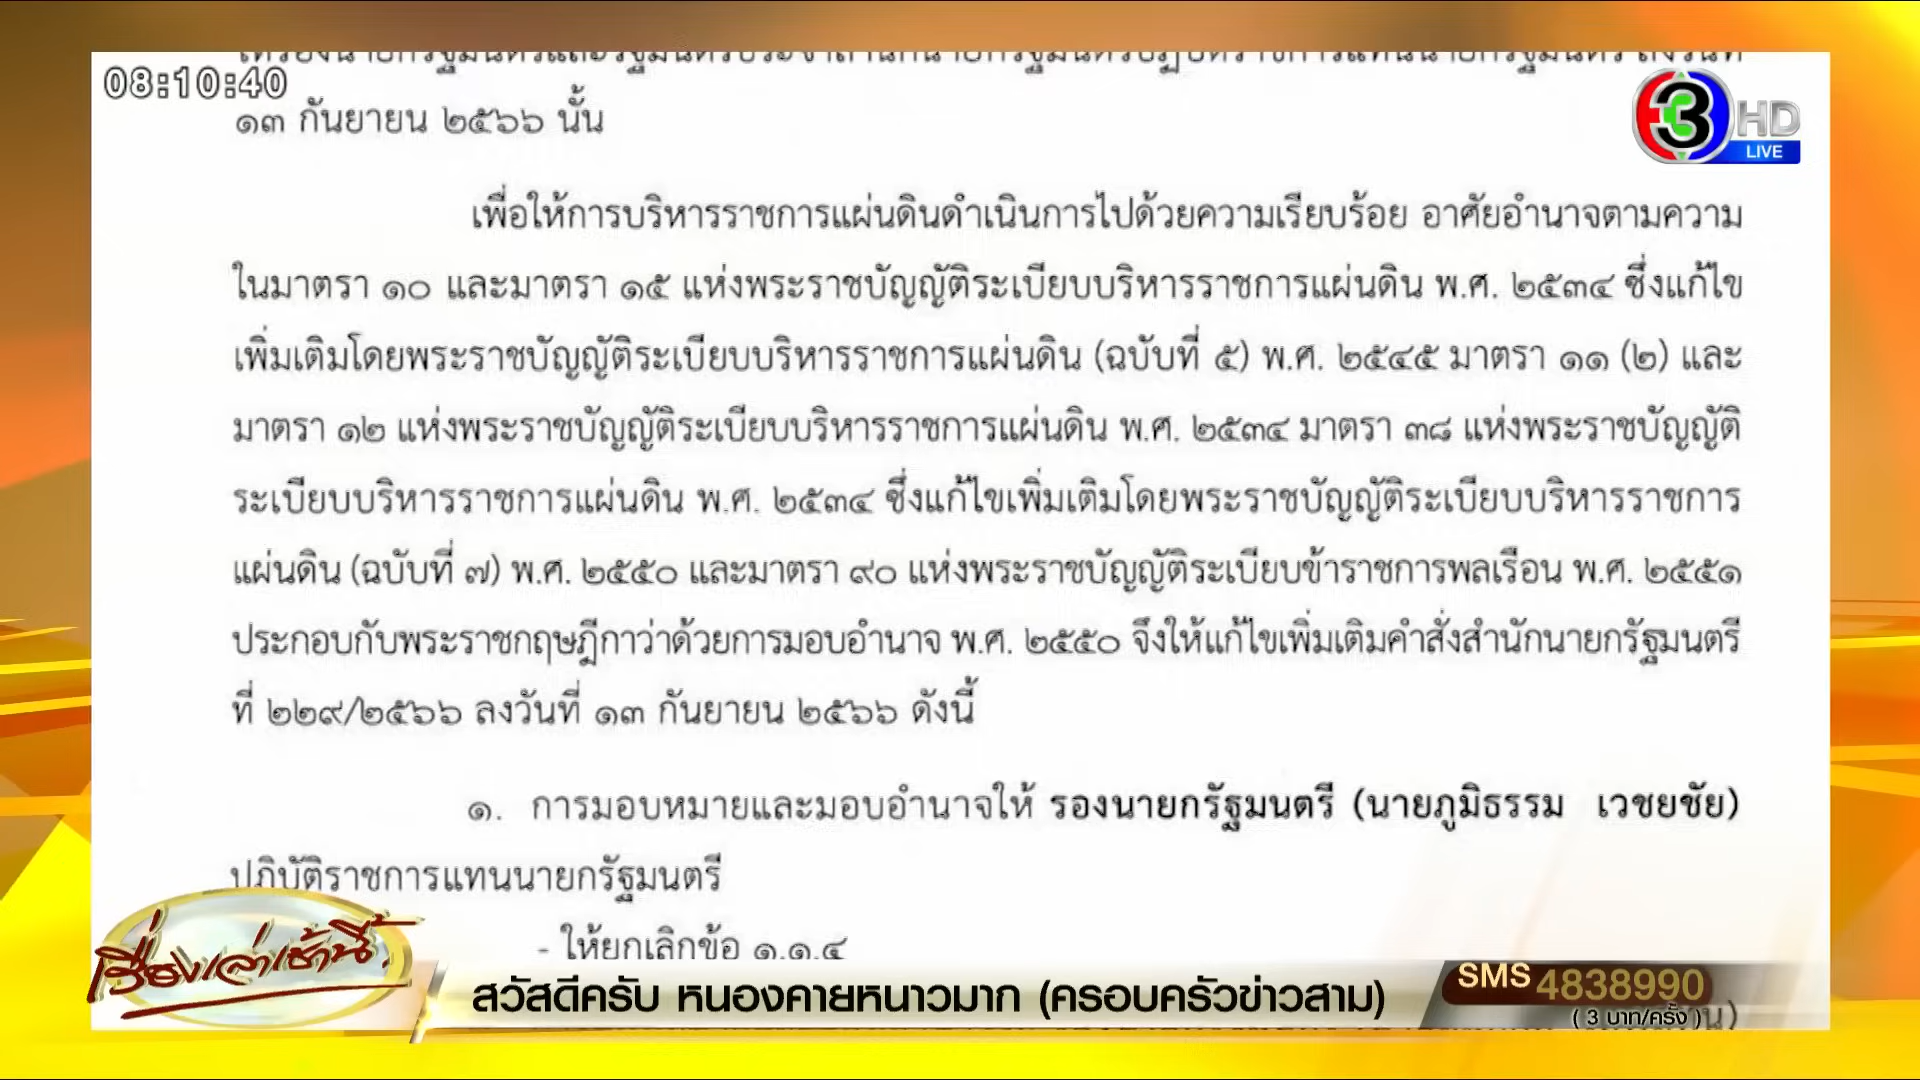 08:10:40
๑๓ กันยายน ๒๕๖๖ นั้น
3 HD
LIVE
เพื่อให้การบริหารราชการแผ่นดินดำเนินการไปด้วยความเรียบร้อย อาศัยอำนาจตามความ
ในมาตรา ๑๐ และมาตรา ๑๕ แห่งพระราชบัญญัติระเบียบบริหารราชการแผ่นดิน พ.ศ. ๒๕๓๔ ซึ่งแก้ไข
เพิ่มเติมโดยพระราชบัญญัติระเบียบบริหารราชการแผ่นดิน (ฉบับที่ ๕) พ.ศ. ๒๕๔๕ มาตรา ๑๑ (๒) และ
มาตรา ๑๒ แห่งพระราชบัญญัติระเบียบบริหารราชการแผ่นดิน พ.ศ. ๒๕๓๔ มาตรา ๓๘ แห่งพระราชบัญญัติ
ระเบียบบริหารราชการแผ่นดิน พ.ศ. ๒๕๓๔ ซึ่งแก้ไขเพิ่มเติมโดยพระราชบัญญัติระเบียบบริหารราชการ
แผ่นดิน (ฉบับที่ ๗) พ.ศ. ๒๕๕๐ และมาตรา ๙๐ แห่งพระราชบัญญัติระเบียบข้าราชการพลเรือน พ.ศ. ๒๕๕๑
ประกอบกับพระราชกฤษฎีกาว่าด้วยการมอบอำนาจ พ.ศ. ๒๕๕๐ จึงให้แก้ไขเพิ่มเติมคำสั่งสำนักนายกรัฐมนตรี
ที่ ๒๒๙/๒๕๖๖ ลงวันที่ ๑๓ กันยายน ๒๕๖๖ ดังนี้
๑. การมอบหมายและมอบอำนาจให้ รองนายกรัฐมนตรี (นายภูมิธรรม เวชยชัย)
ปฏิบัติราชการแทนนายกรัฐมนตรี
- ให้ยกเลิกข้อ ๑.๑.๔
เรื่องเล่าเช้านี้
สวัสดีครับ หนองคายหนาวมาก (ครอบครัวข่าวสาม)
SMS 4838990
( 3 บาท/ครั้ง )